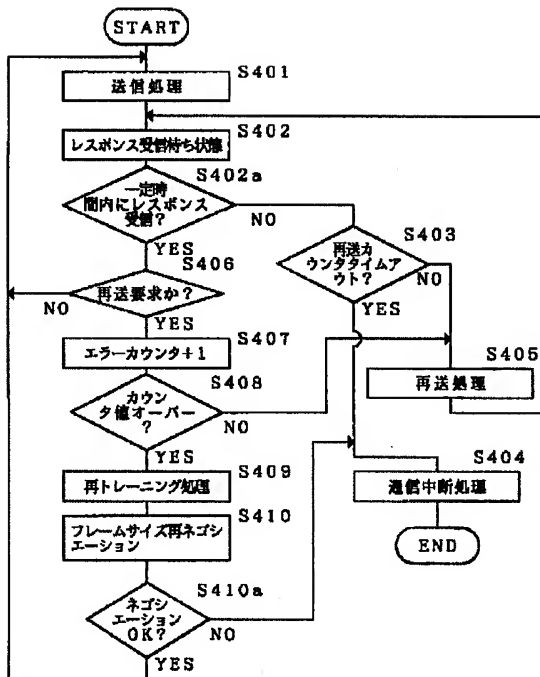 START
S401
送信処理
S402
レスポンス受信待ち状態
S402a
一定時
間内にレスポンス
受信?
NO
YES
S403
再送カ
ウンタタイムア
ウト?
NO
YES
S406
再送要求か?
NO
YES
S407
エラーカウンタ+1
S405
再送処理
S408
カウン
タ値オーバー
?
NO
YES
S404
通信中断処理
END
S409
再トレーニング処理
S410
フレームサイズ再ネゴシ
エーション
S410a
ネゴシ
エーション
OK?
NO
YES